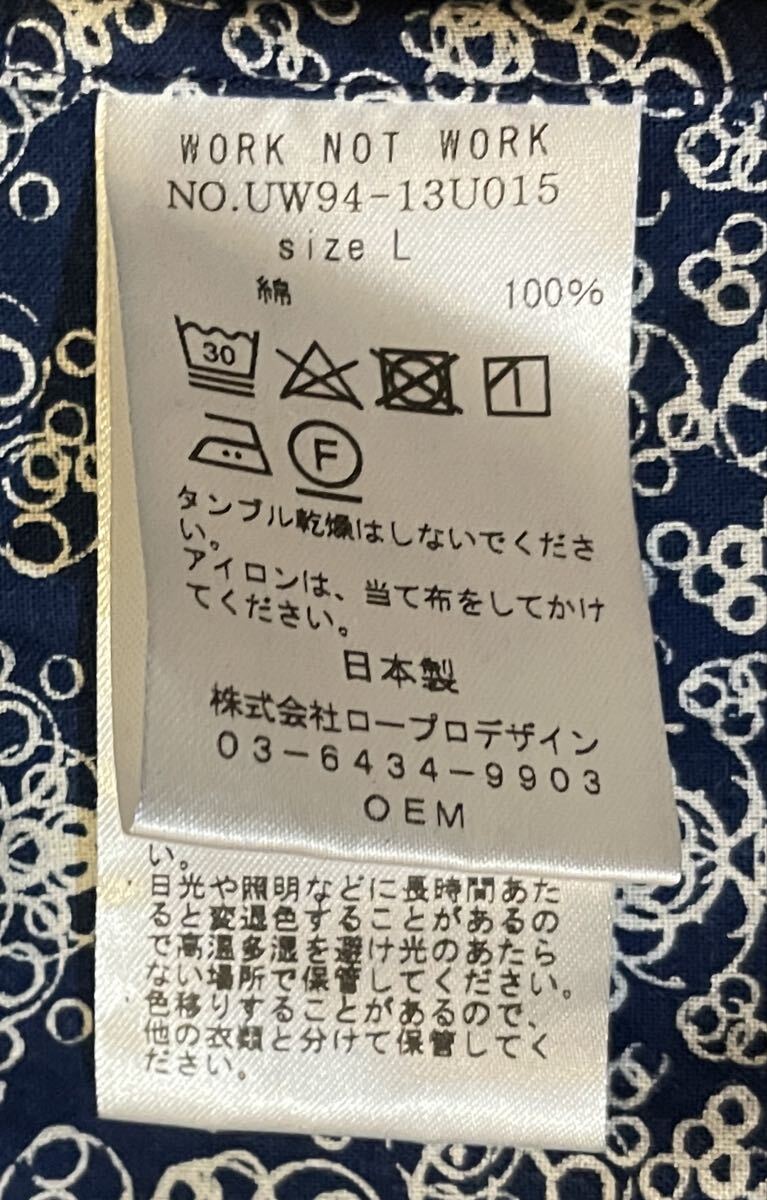 WORK NOT WORK
NO.UW94-13U015
size L
綿 100%
30
F
タンブル乾燥はしないでくださ
い。
アイロンは、当て布をしてかけ
てください。
日本製
株式会社ロープロデザイン
03-6434-9903
OEM
い。
・日光や照明などに長時間あた
ると変退色することがあるの
で高温多湿を避け光のあたら
ない場所で保管してください。
・色移りすることがあるので、
他の衣類と分けて保管してく
ださい。